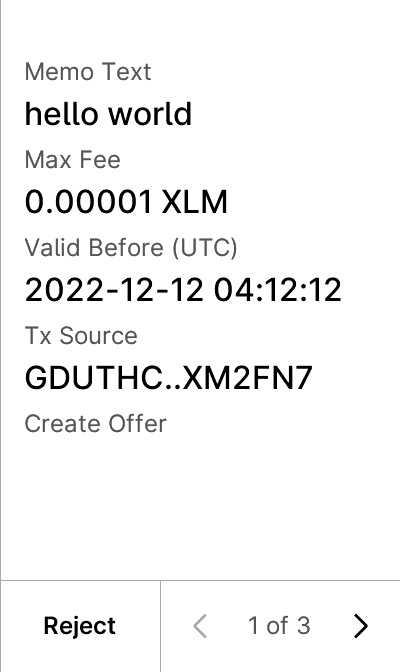 Memo Text
hello world
Max Fee
0.00001 XLM
Valid Before (UTC)
2022-12-12 04:12:12
Tx Source
GDUTHC..XM2FN7
Create Offer
Reject
1 of 3